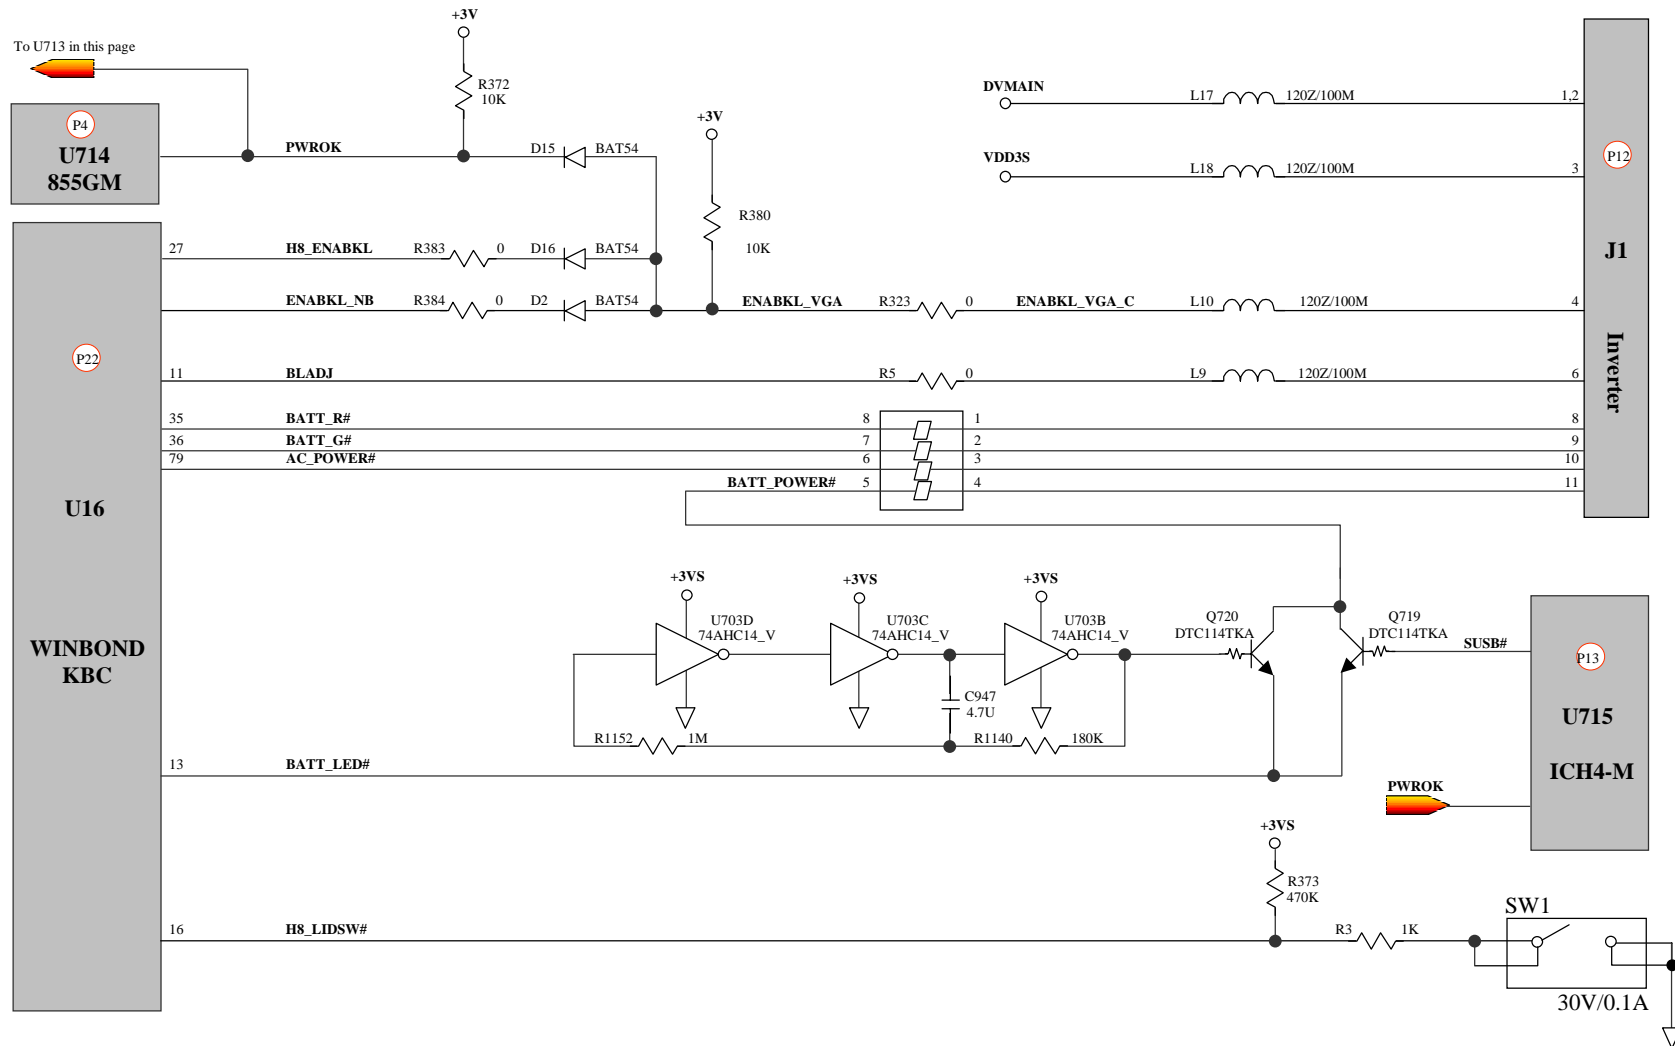 +3V
To U713 in this page
R372
10K
DVMAIN
L17 120Z/100M 1,2
+3V
P4
U714
855GM
PWROK
D15 BAT54
VDD3S
L18 120Z/100M 3
P12
R380
10K
J1
27 H8_ENABKL R383 0 D16 BAT54
ENABKL_NB R384 0 D2 BAT54 ENABKL_VGA R323 0 ENABKL_VGA_C L10 120Z/100M 4
Inverter
P22
11 BLADJ R5 0 L9 120Z/100M 6
35 BATT_R# 8 1 8
36 BATT_G# 7 2 9
79 AC_POWER# 6 3 10
BATT_POWER# 5 4 11
U16
WINBOND
KBC
+3VS
+3VS
+3VS
U703D
74AHC14_V
U703C
74AHC14_V
U703B
74AHC14_V
Q720
DTC114TKA
Q719
DTC114TKA
SUSB#
P13
U715
ICH4-M
C947
4.7U
R1152 1M
R1140 180K
13 BATT_LED#
PWROK
+3VS
R373
470K
SW1
16 H8_LIDSW#
R3 1K
30V/0.1A